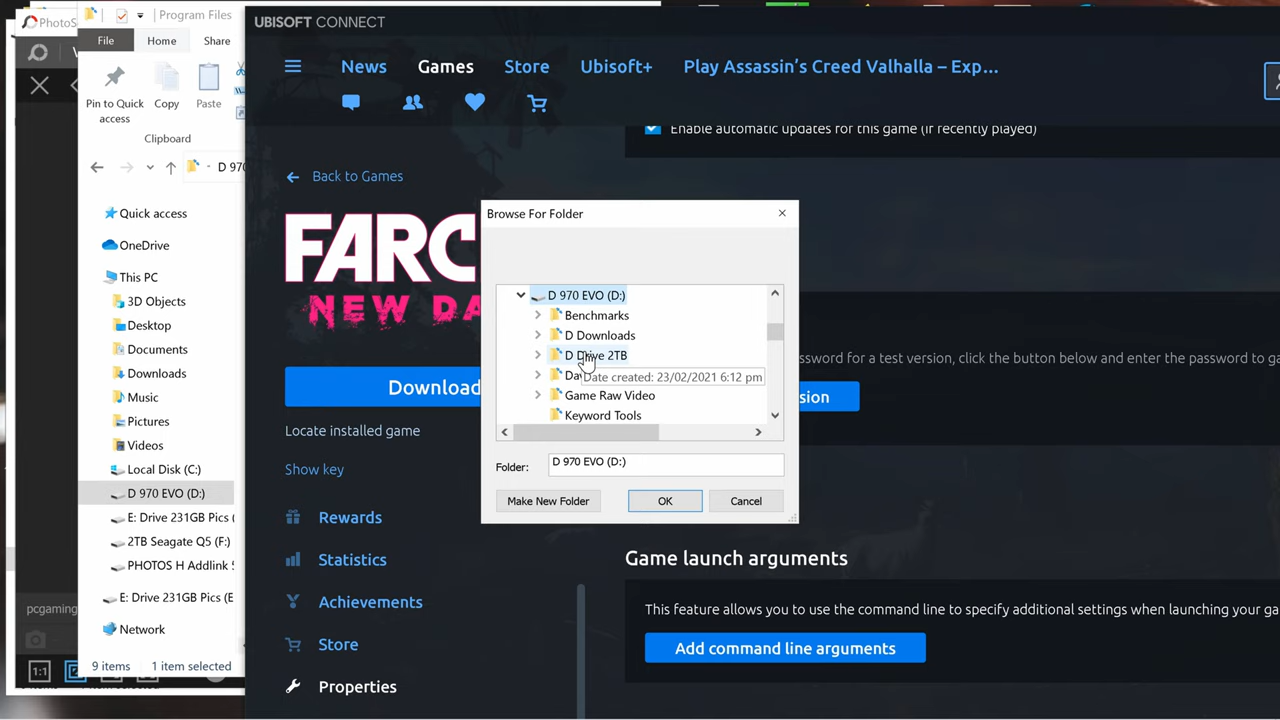 PhotoS
Program Files
File
Home
Share
Pin to Quick access
Copy
Paste
Clipboard
D 970
Quick access
OneDrive
This PC
3D Objects
Desktop
Documents
Downloads
Music
Pictures
Videos
Local Disk (C:)
D 970 EVO (D:)
E: Drive 231GB Pics (
2TB Seagate Q5 (F:)
PHOTOS H Addlink
E: Drive 231GB Pics (E
Network
9 items
1 item selected
pcgaming
1:1
UBISOFT CONNECT
News
Games
Store
Ubisoft+
Play Assassin's Creed Valhalla – Exp...
Enable automatic updates for this game (if recently played)
Back to Games
FARC
NEW DA
Download
Locate installed game
Show key
Rewards
Statistics
Achievements
Store
Properties
Browse For Folder
D 970 EVO (D:)
Benchmarks
D Downloads
D Drive 2TB
Da
Date created: 23/02/2021 6:12 pm
Game Raw Video
Keyword Tools
Folder:
D 970 EVO (D:)
Make New Folder
OK
Cancel
ssword for a test version, click the button below and enter the password to ga
sion
Game launch arguments
This feature allows you to use the command line to specify additional settings when launching your ga
Add command line arguments